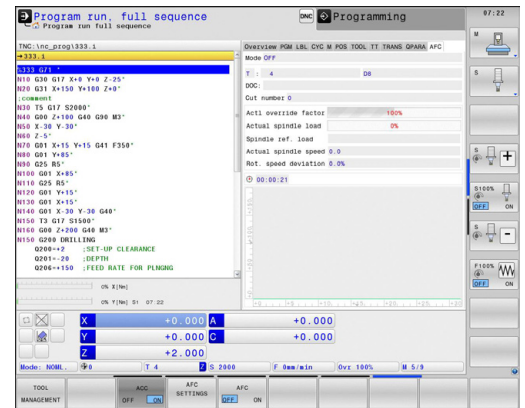 Program run, full sequence
Program run full sequence
DNC
Programming
07:22
TNC:\nc_prog\333.i
→333.i
%333 G71 *
N10 G30 G17 X+0 Y+0 Z-25*
N20 G31 X+150 Y+100 Z+0*
;comment
N30 T5 G17 S2000*
N40 G00 Z+100 G40 G90 M3*
N50 X-30 Y-30*
N60 Z-5*
N70 G01 X+15 Y+15 G41 F350*
N80 G01 Y+85*
N90 G25 R5*
N100 G01 X+85*
N110 G25 R5*
N120 G01 Y+15*
N130 G01 X+15*
N140 G01 X-30 Y-30 G40*
N150 T3 G17 S1500*
N160 G00 Z+200 G40 M3*
N150 G200 DRILLING
Q200=+2 ;SET-UP CLEARANCE
Q201=-20 ;DEPTH
Q206=+150 ;FEED RATE FOR PLNGNG
0% X[Nm]
0% Y[Nm] S1 07:22
Overview PGM LBL CYC M POS TOOL TT TRANS QPARA AFC
Mode OFF
T : 4 D8
DOC:
Cut number 0
Actl override factor 100%
Actual spindle load 0%
Spindle ref. load
Actual spindle speed 0.0
Rot. speed deviation 0.0%
00:00:21
M
S
S
S100%
OFF ON
S
F100%
OFF ON
X +0.000 A +0.000
Y +0.000 C +0.000
Z +2.000
Mode: NOML. 0 T 4 Z S 2000 F 0mm/min Ovr 100% M 5/9
TOOL MANAGEMENT
ACC OFF ON
AFC SETTINGS
AFC OFF ON